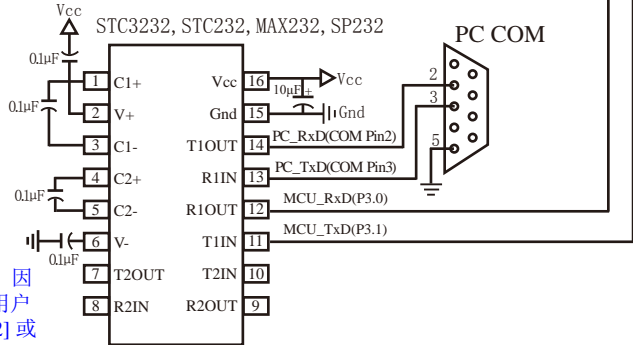 Vcc
STC3232, STC232, MAX232, SP232
PC COM
0.1µF
0.1µF
1 C1+
2 V+
3 C1-
4 C2+
0.1µF
5 C2-
6 V-
0.1µF
7 T2OUT
8 R2IN
Vcc 16
Vcc
10µF +
Gnd 15
Gnd
T1OUT 14
PC_RxD(COM Pin2)
R1IN 13
PC_TxD(COM Pin3)
R1OUT 12
MCU_RxD(P3.0)
T1IN 11
MCU_TxD(P3.1)
T2IN 10
R2OUT 9
2
3
5
因
用户
2] 或